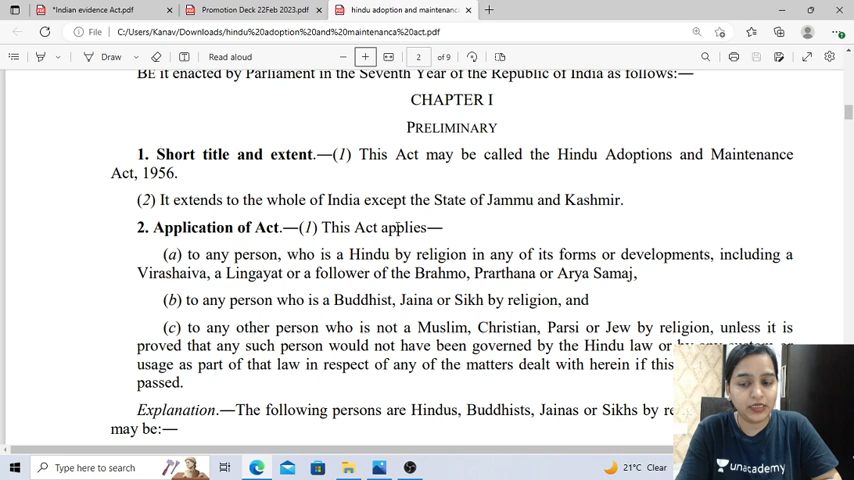 *Indian evidence Act.pdf
Promotion Deck 22Feb 2023.pdf
hindu adoption and maintenanc
File
C:/Users/Kanav/Downloads/hindu%20adoption%20and%20maintenanca%20act.pdf
Draw
Read aloud
2
of 9
BE it enacted by Parliament in the Seventh Year of the Republic of India as follows:―
CHAPTER I
PRELIMINARY
1. Short title and extent.―(1) This Act may be called the Hindu Adoptions and Maintenance
Act, 1956.
(2) It extends to the whole of India except the State of Jammu and Kashmir.
2. Application of Act.―(1) This Act applies―
(a) to any person, who is a Hindu by religion in any of its forms or developments, including a
Virashaiva, a Lingayat or a follower of the Brahmo, Prarthana or Arya Samaj,
(b) to any person who is a Buddhist, Jaina or Sikh by religion, and
(c) to any other person who is not a Muslim, Christian, Parsi or Jew by religion, unless it is
proved that any such person would not have been governed by the Hindu law or by any custom or
usage as part of that law in respect of any of the matters dealt with herein if this
passed.
Explanation.―The following persons are Hindus, Buddhists, Jainas or Sikhs by
may be:―
Type here to search
21°C Clear
unacademy